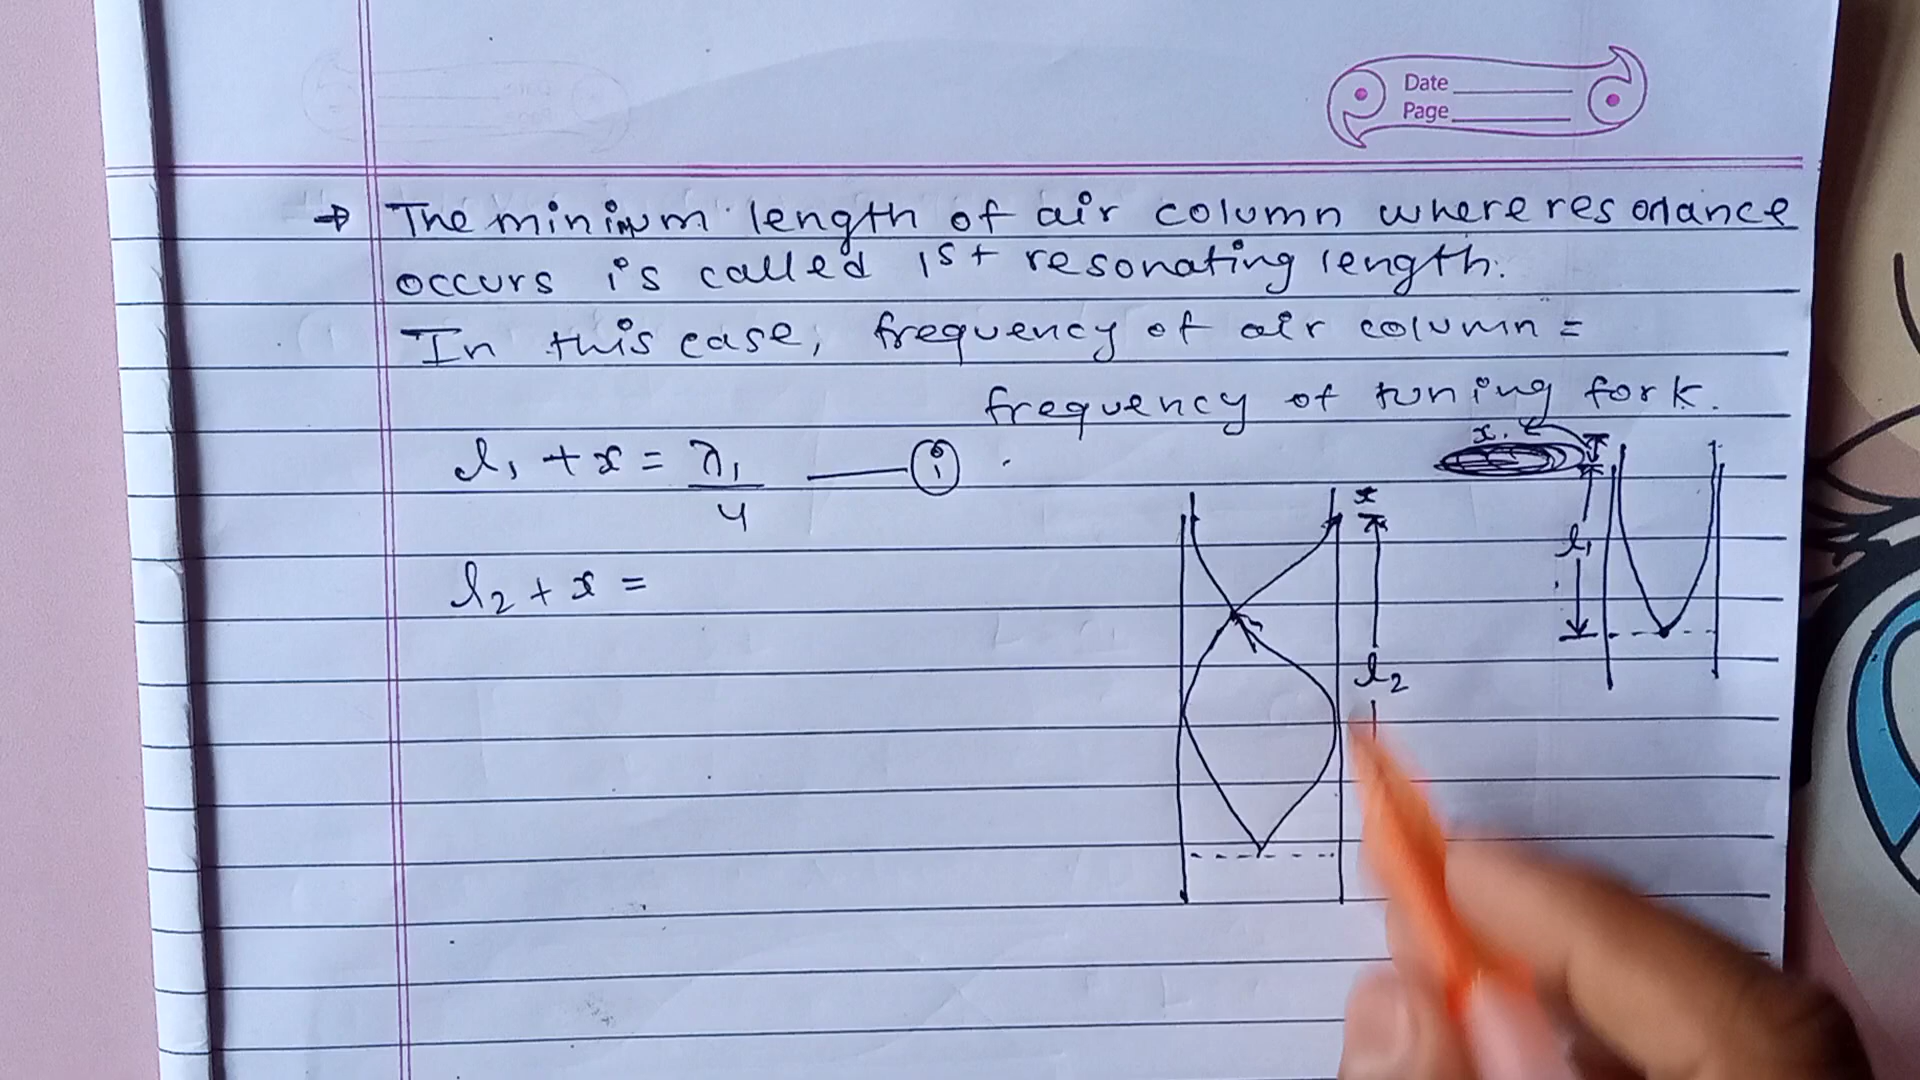 Date
Page
→ The minimum length of air column where resonance
occurs is called 1st resonating length.
In this case, frequency of air column =
frequency of tuning fork.
l₁ + x = λ₁/4 —— (i)
x
l₁
l₂ + x =
x
l₂